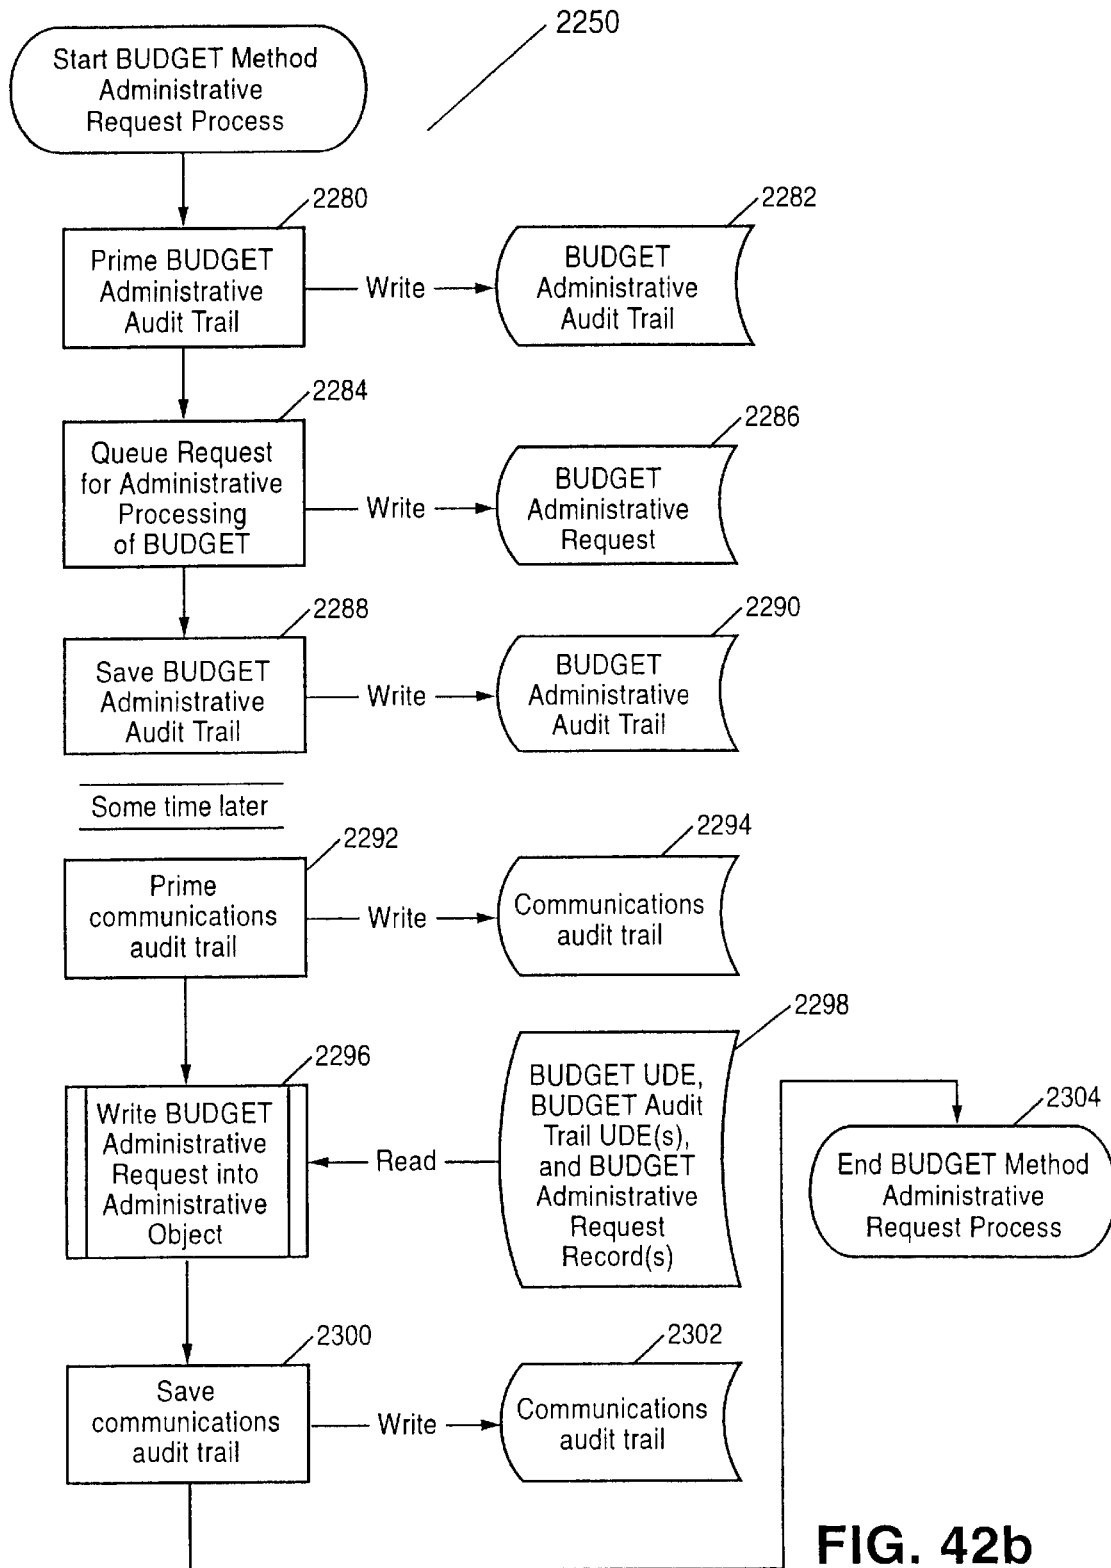 2250
Start BUDGET Method
Administrative
Request Process
2280
Prime BUDGET
Administrative
Audit Trail
Write
2282
BUDGET
Administrative
Audit Trail
2284
Queue Request
for Administrative
Processing
of BUDGET
Write
2286
BUDGET
Administrative
Request
2288
Save BUDGET
Administrative
Audit Trail
Write
2290
BUDGET
Administrative
Audit Trail
Some time later
2292
Prime
communications
audit trail
Write
2294
Communications
audit trail
2296
Write BUDGET
Administrative
Request into
Administrative
Object
Read
2298
BUDGET UDE,
BUDGET Audit
Trail UDE(s),
and BUDGET
Administrative
Request
Record(s)
2300
Save
communications
audit trail
Write
2302
Communications
audit trail
2304
End BUDGET Method
Administrative
Request Process
FIG. 42b